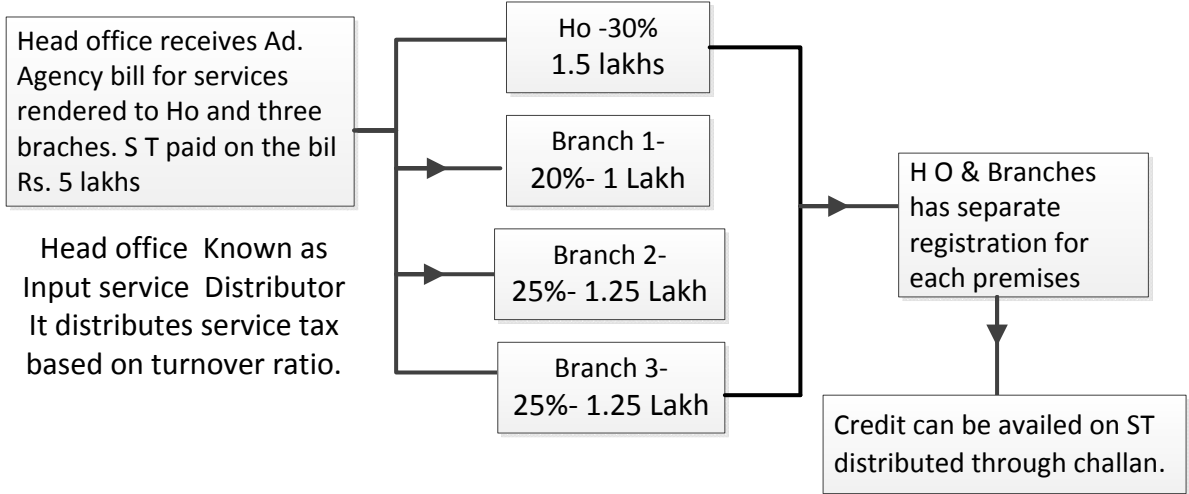 Head office receives Ad.
Agency bill for services
rendered to Ho and three
braches. S T paid on the bil
Rs. 5 lakhs
Head office  Known as
Input service  Distributor
It distributes service tax
based on turnover ratio.
Ho -30%
1.5 lakhs
Branch 1-
20%- 1 Lakh
Branch 2-
25%- 1.25 Lakh
Branch 3-
25%- 1.25 Lakh
H O & Branches
has separate
registration for
each premises
Credit can be availed on ST
distributed through challan.